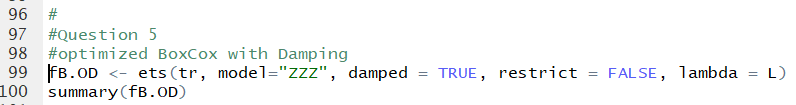 96 #
97 #Question 5
98 #optimized BoxCox with Damping
99 fB.OD <- ets(tr, model="ZZZ", damped = TRUE, restrict = FALSE, lambda = L)
100 summary(fB.OD)